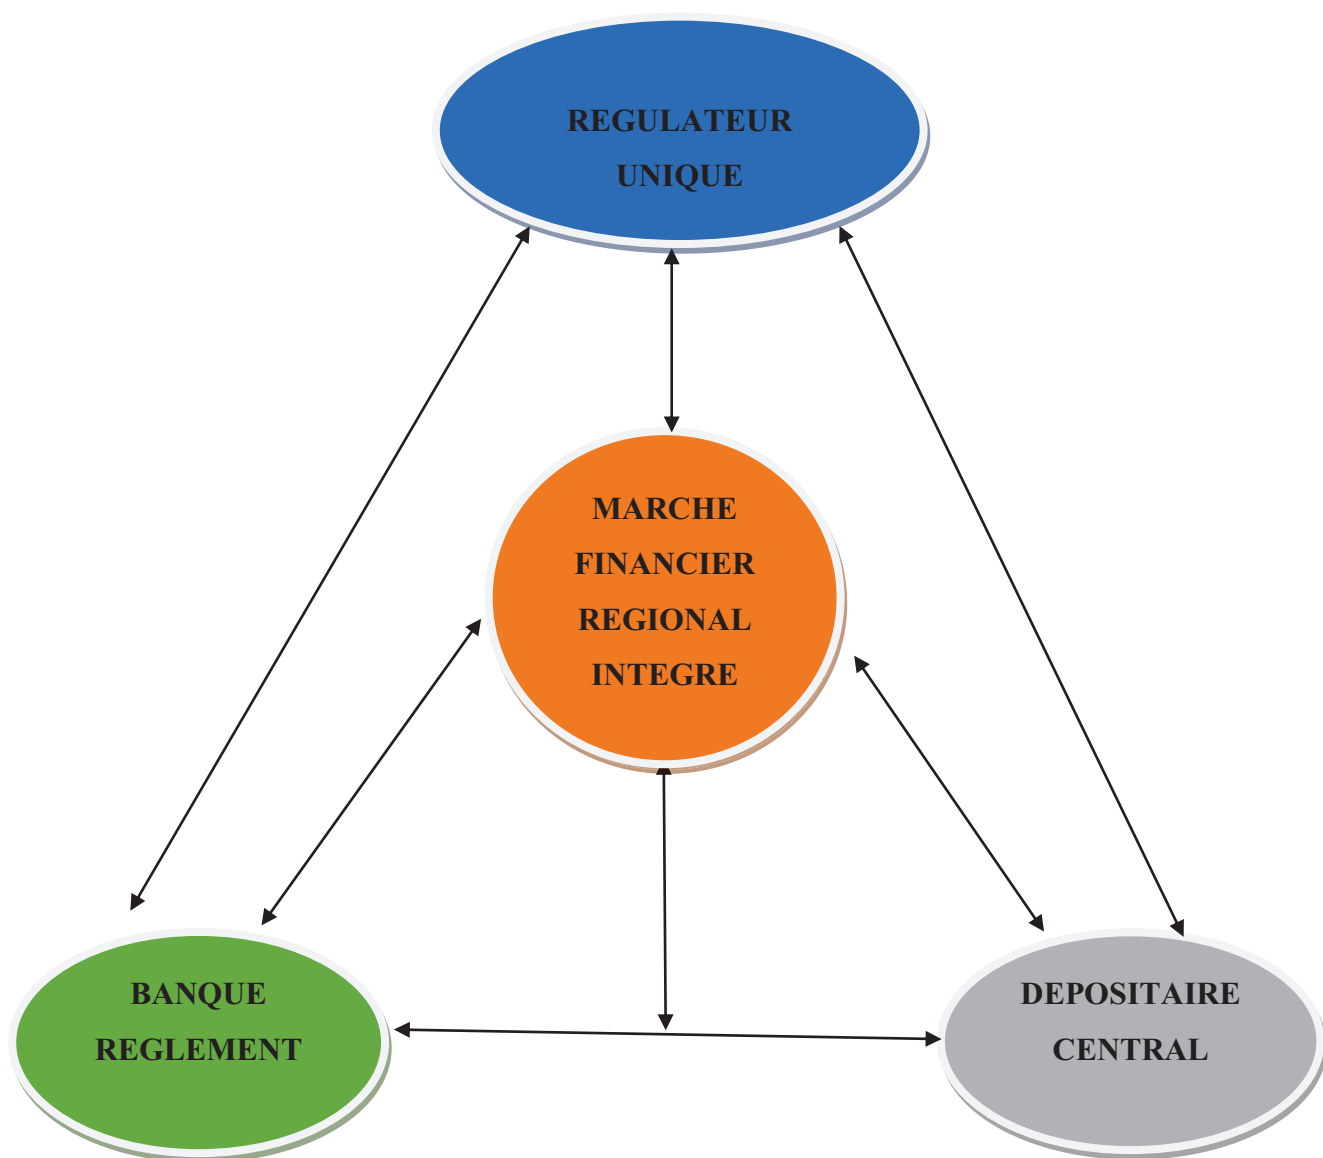 REGULATEUR
UNIQUE
MARCHE
FINANCIER
REGIONAL
INTEGRE
BANQUE
REGLEMENT
DEPOSITAIRE
CENTRAL